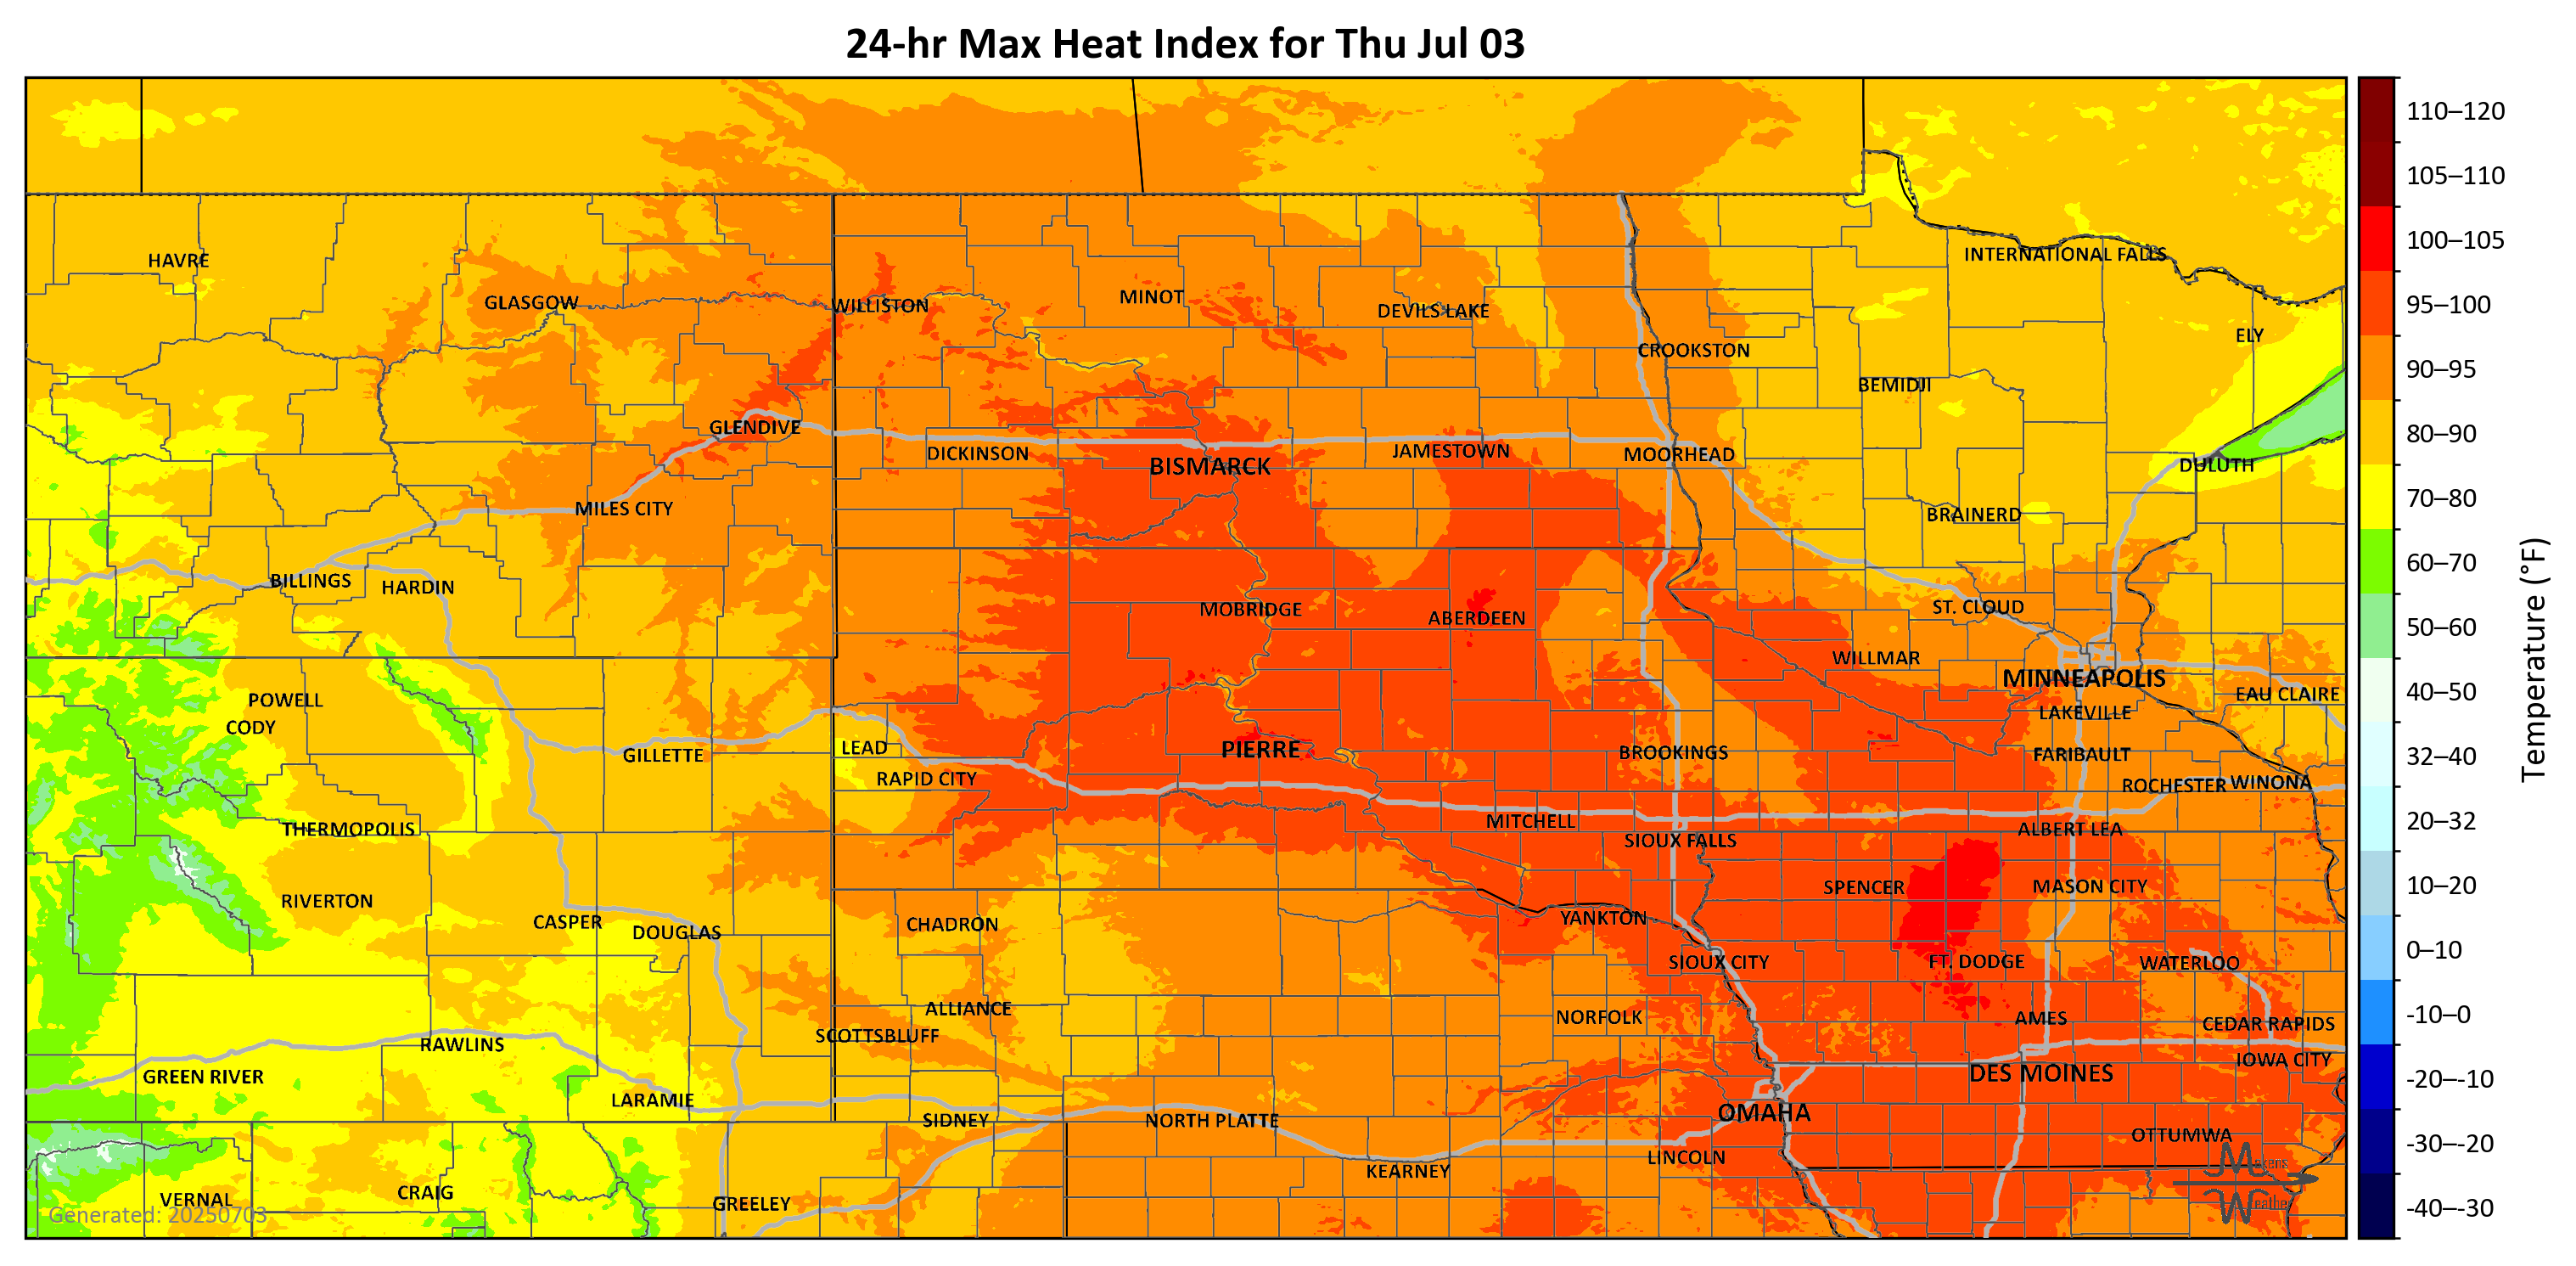 24-hr Max Heat Index for Thu Jul 03
110–120
105–110
100–105
95–100
90–95
80–90
70–80
60–70
50–60
40–50
32–40
20–32
10–20
0–10
-10–0
-20–-10
-30–-20
-40–-30
Temperature (°F)
HAVRE
INTERNATIONAL FALLS
GLASGOW
WILLISTON
MINOT
DEVILS LAKE
ELY
CROOKSTON
BEMIDJI
GLENDIVE
DICKINSON
BISMARCK
JAMESTOWN
MOORHEAD
DULUTH
MILES CITY
BRAINERD
BILLINGS
HARDIN
MOBRIDGE
ABERDEEN
ST. CLOUD
WILLMAR
MINNEAPOLIS
EAU CLAIRE
POWELL
CODY
LAKEVILLE
GILLETTE
LEAD
PIERRE
BROOKINGS
FARIBAULT
RAPID CITY
ROCHESTER
WINONA
THERMOPOLIS
MITCHELL
SIOUX FALLS
ALBERT LEA
RIVERTON
SPENCER
MASON CITY
CASPER
DOUGLAS
CHADRON
YANKTON
SIOUX CITY
FT. DODGE
WATERLOO
ALLIANCE
NORFOLK
AMES
CEDAR RAPIDS
SCOTTSBLUFF
RAWLINS
IOWA CITY
GREEN RIVER
DES MOINES
LARAMIE
SIDNEY
NORTH PLATTE
OMAHA
OTTUMWA
LINCOLN
KEARNEY
VERNAL
CRAIG
GREELEY
Generated: 20250703
Makens
Weather